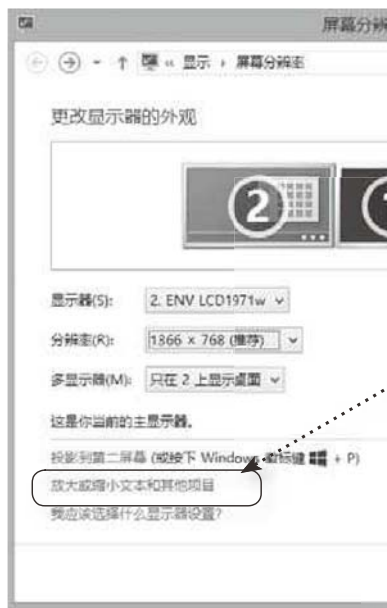 屏幕分辨
« 显示 › 屏幕分辨率
更改显示器的外观
2
1
显示器(S): 2. ENV LCD1971w
分辨率(R): 1366 × 768 (推荐)
多显示器(M): 只在 2 上显示桌面
这是你当前的主显示器。
投影到第二屏幕 (或按下 Windows 徽标键 + P)
放大或缩小文本和其他项目
我应该选择什么显示器设置?